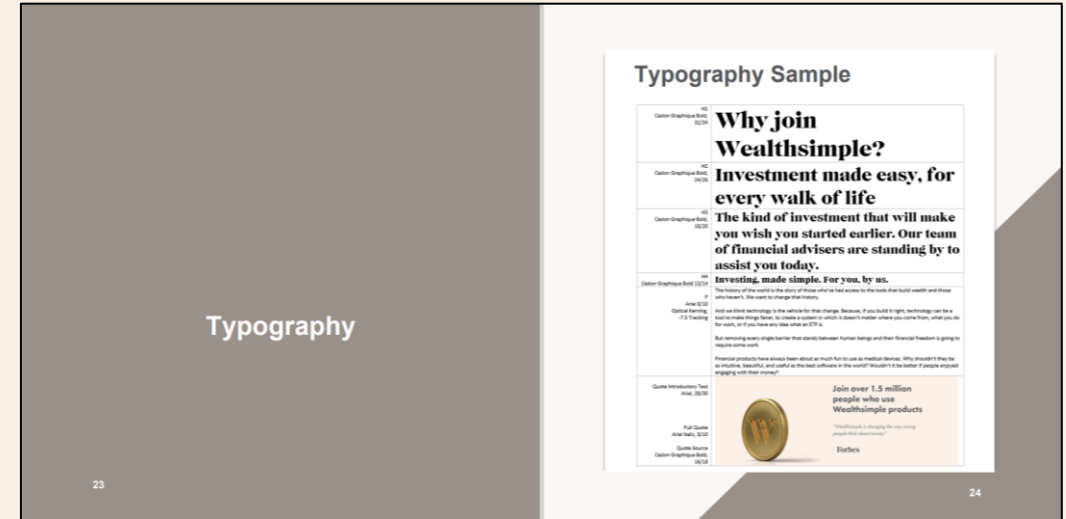 Typography
23
Typography Sample
H1
Caslon Graphique Bold,
32/34
Why join
Wealthsimple?
H2
Caslon Graphique Bold,
24/26
Investment made easy, for
every walk of life
H3
Caslon Graphique Bold,
18/20
The kind of investment that will make
you wish you started earlier. Our team
of financial advisers are standing by to
assist you today.
H4
Caslon Graphique Bold 12/14
Investing, made simple. For you, by us.
P
Arial 8/10
Optical Kerning,
-7.5 Tracking
The history of the world is the story of those who've had access to the tools that build wealth and those
who haven't. We want to change that history.
And we think technology is the vehicle for that change. Because, if you build it right, technology can be a
tool to make things fairer, to create a system in which it doesn't matter where you come from, what you do
for work, or if you have any idea what an ETF is.
But removing every single barrier that stands between human beings and their financial freedom is going to
require some work.
Financial products have always been about as much fun to use as medical devices. Why shouldn't they be
as intuitive, beautiful, and useful as the best software in the world? Wouldn't it be better if people enjoyed
engaging with their money?
Quote Introductory Text
Arial, 28/30
Full Quote
Arial Italic, 8/10
Quote Source
Caslon Graphique Bold,
16/18
W
Join over 1.5 million
people who use
Wealthsimple products
"Wealthsimple is changing the way young
people think about money."
- Forbes
24